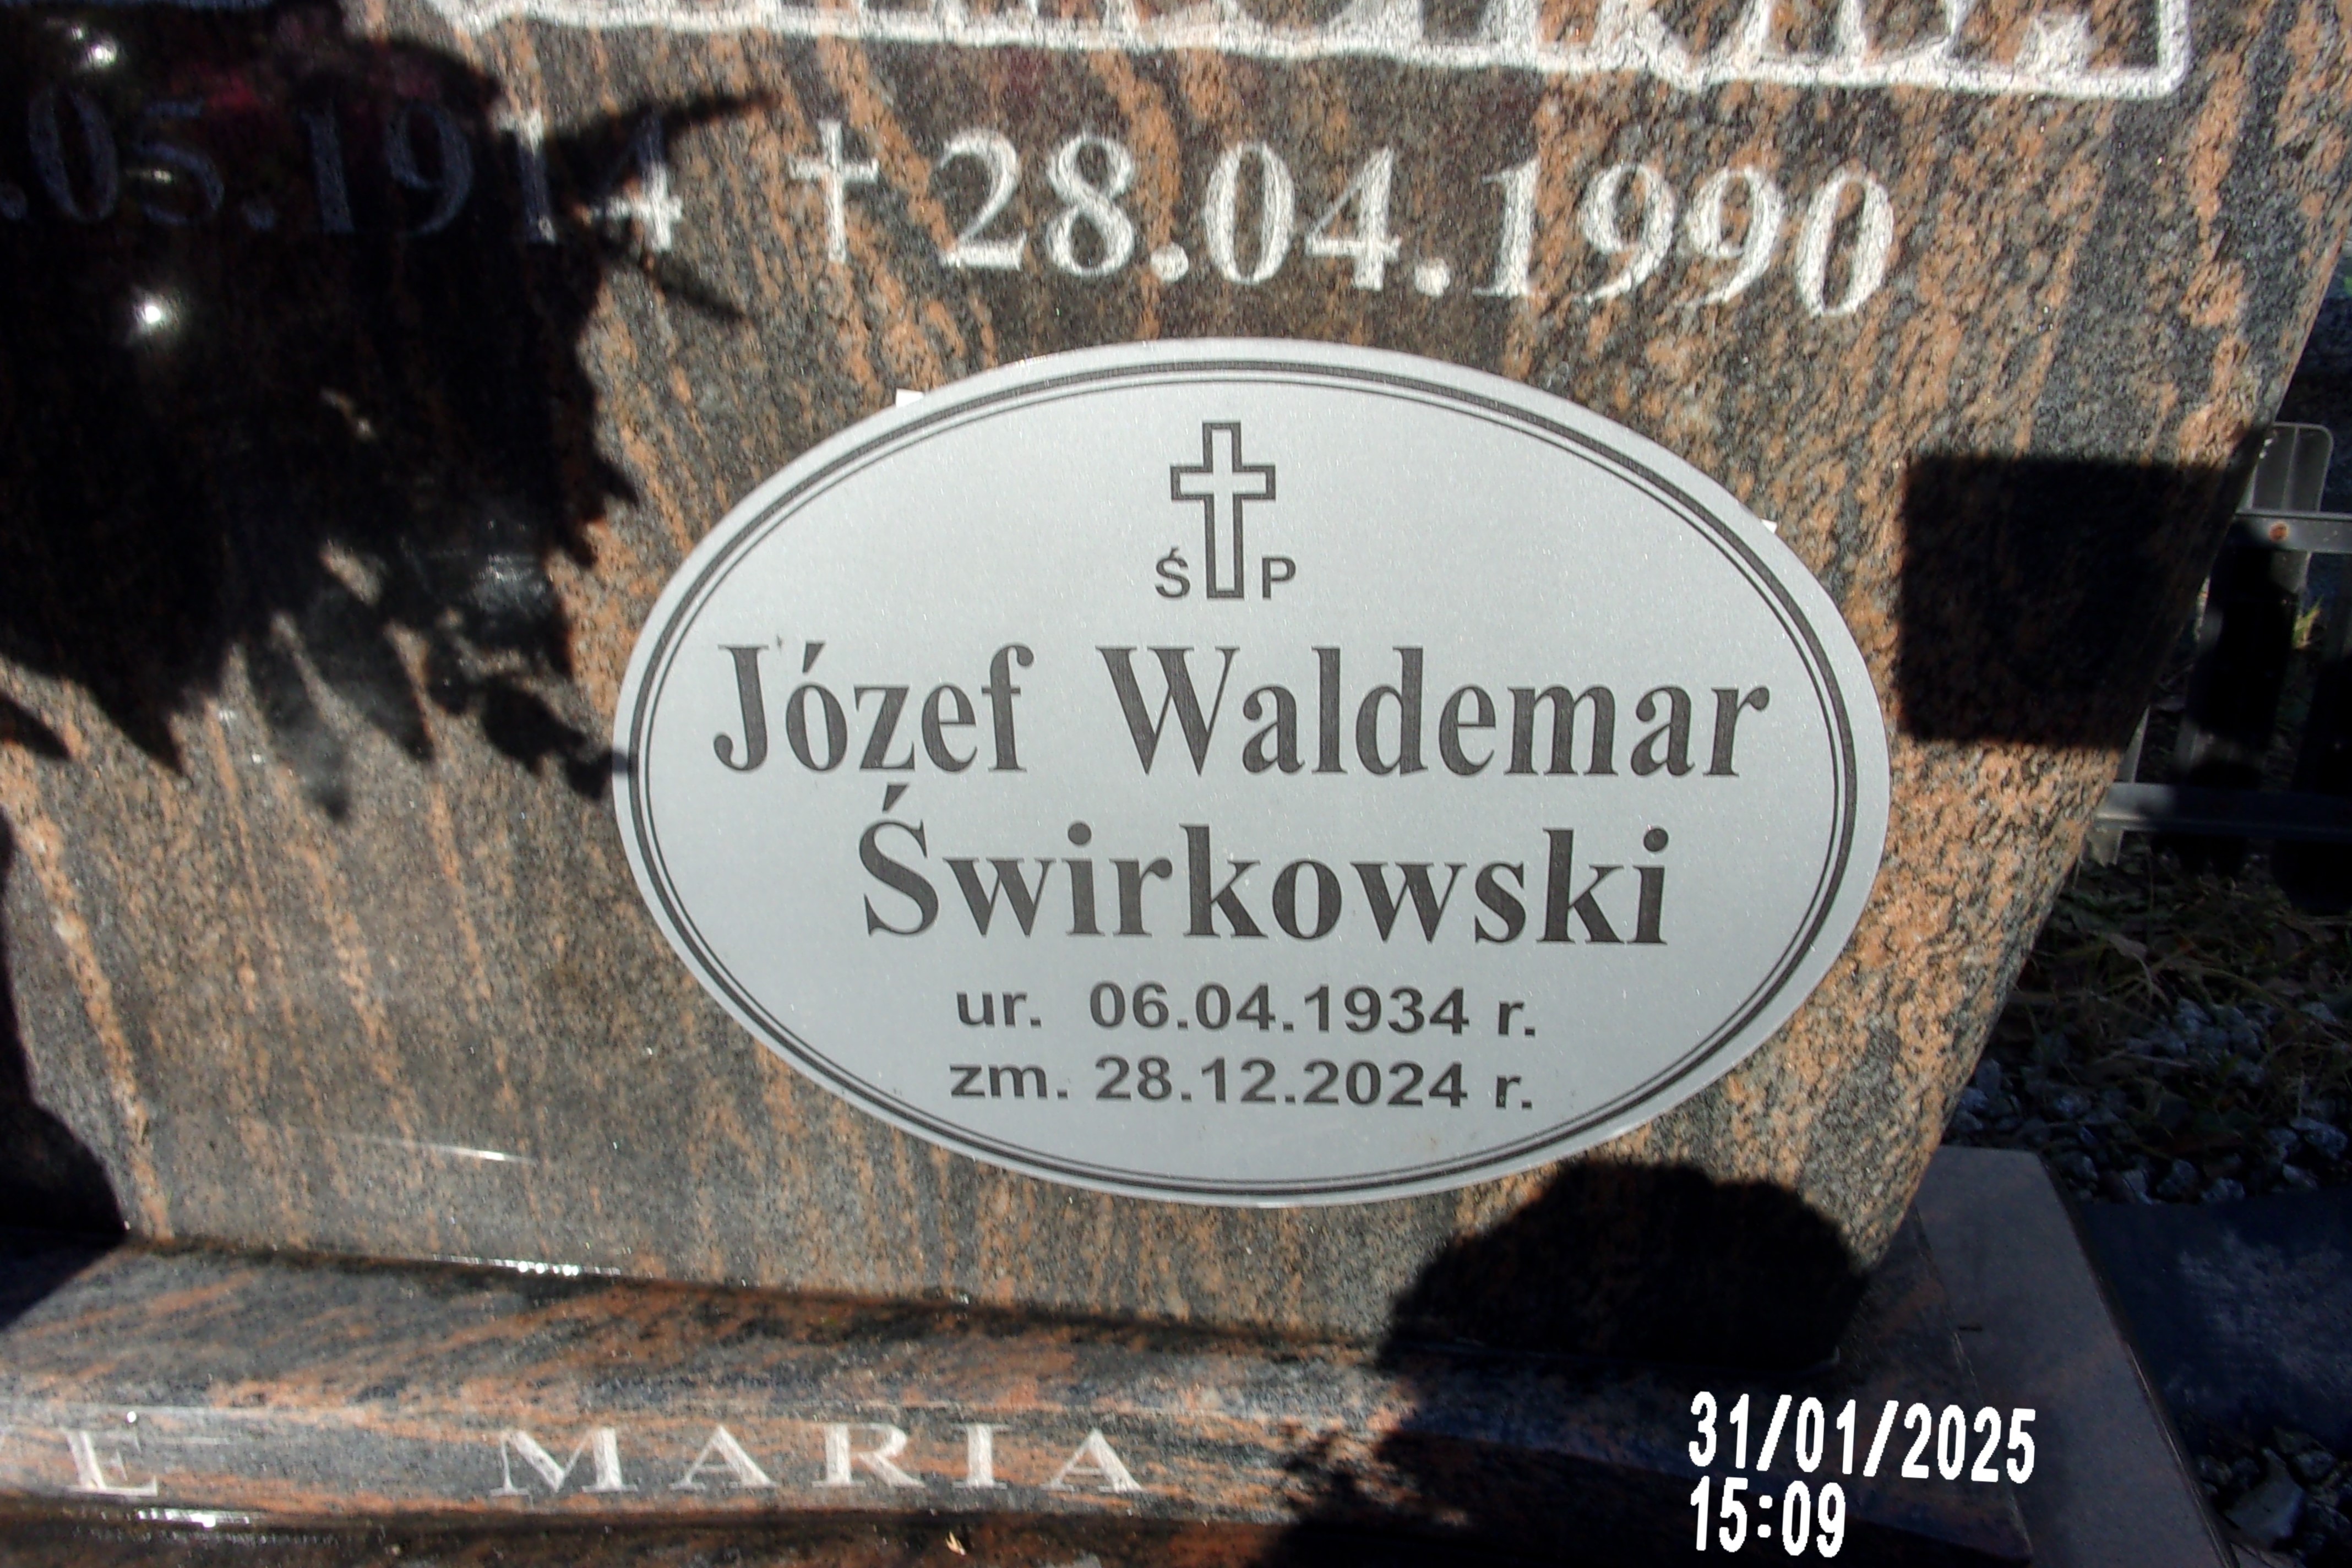 .05.1914 † 28.04.1990
Ś P
Józef Waldemar
Świrkowski
ur. 06.04.1934 r.
zm. 28.12.2024 r.
E MARIA
31/01/2025
15:09